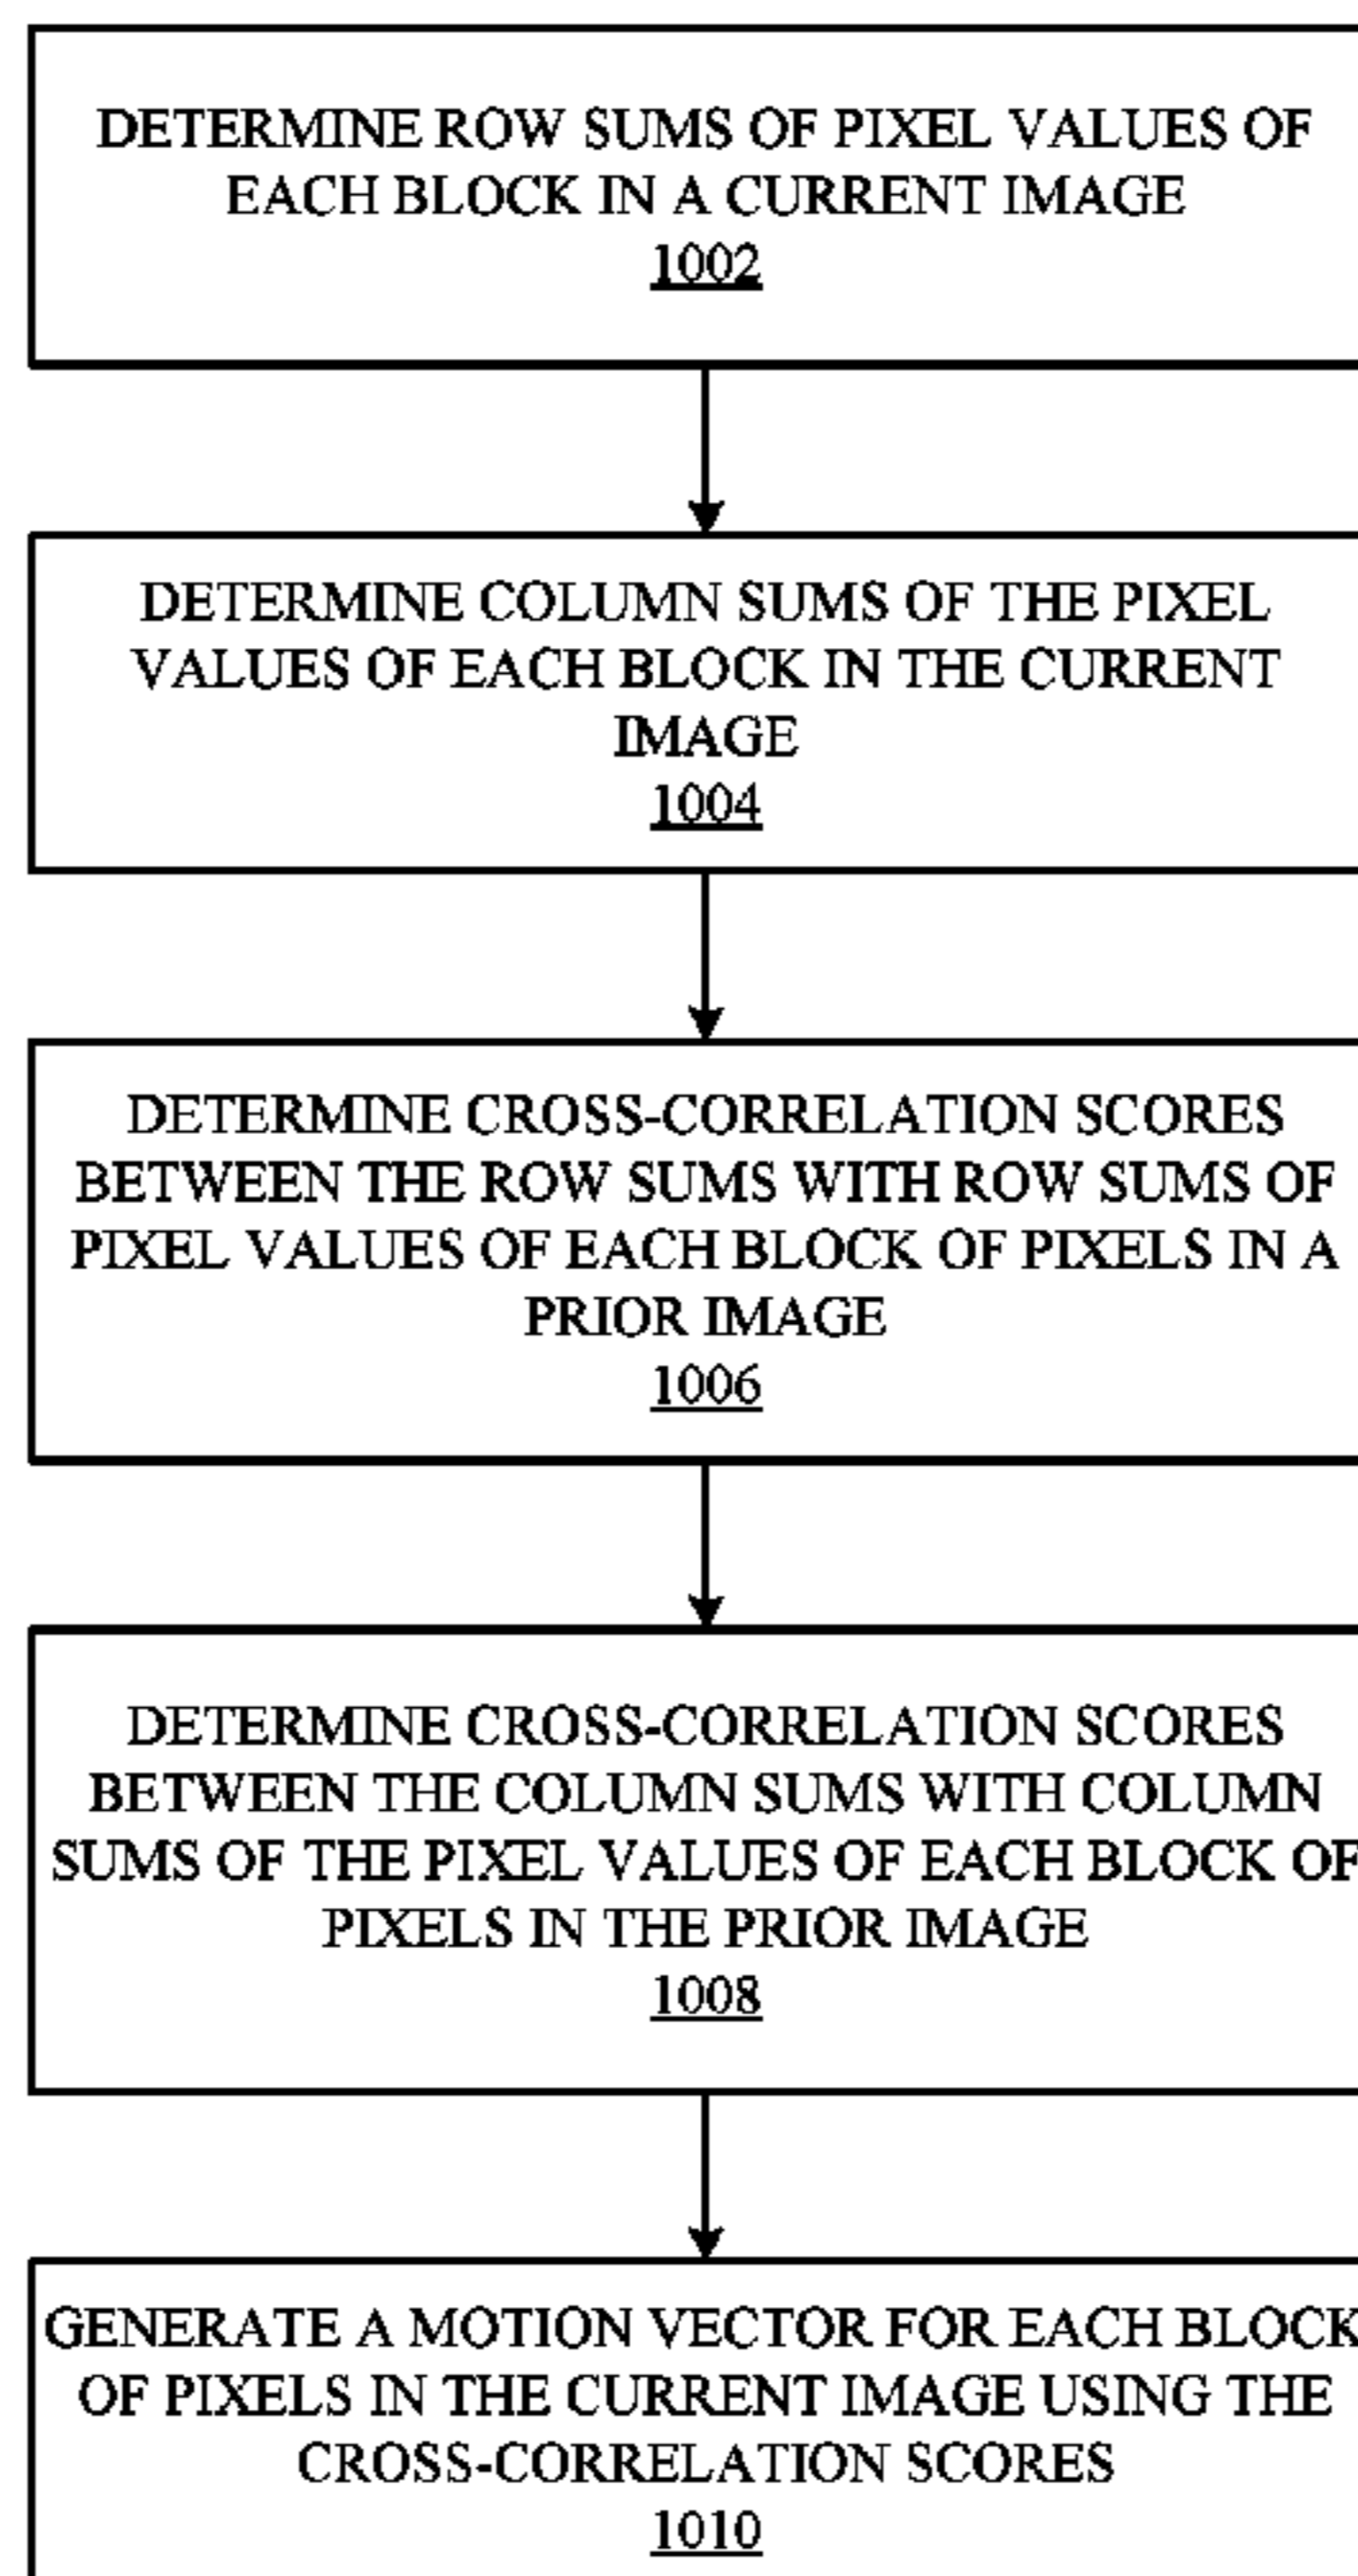 DETERMINE ROW SUMS OF PIXEL VALUES OF
EACH BLOCK IN A CURRENT IMAGE
1002
DETERMINE COLUMN SUMS OF THE PIXEL
VALUES OF EACH BLOCK IN THE CURRENT
IMAGE
1004
DETERMINE CROSS-CORRELATION SCORES
BETWEEN THE ROW SUMS WITH ROW SUMS OF
PIXEL VALUES OF EACH BLOCK OF PIXELS IN A
PRIOR IMAGE
1006
DETERMINE CROSS-CORRELATION SCORES
BETWEEN THE COLUMN SUMS WITH COLUMN
SUMS OF THE PIXEL VALUES OF EACH BLOCK OF
PIXELS IN THE PRIOR IMAGE
1008
GENERATE A MOTION VECTOR FOR EACH BLOCK
OF PIXELS IN THE CURRENT IMAGE USING THE
CROSS-CORRELATION SCORES
1010